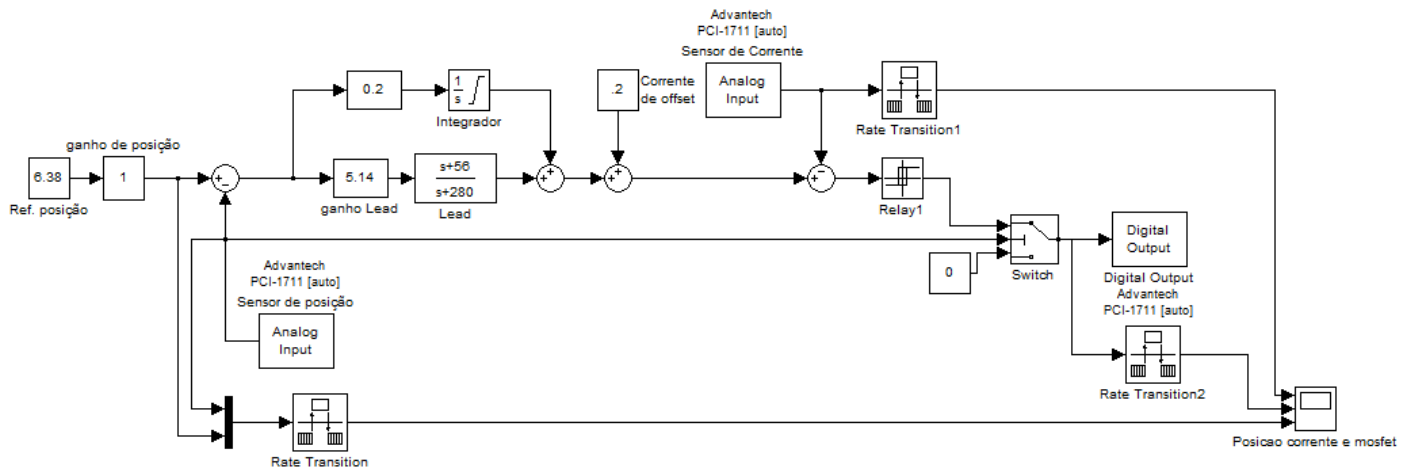 Advantech
PCI-1711 [auto]
Sensor de Corrente
Analog
Input
Rate Transition1
0.2
1
s
Integrador
.2
Corrente
de offset
ganho de posição
6.38
Ref. posição
1
5.14
ganho Lead
s+56
s+280
Lead
Relay1
Advantech
PCI-1711 [auto]
Sensor de posição
Analog
Input
0
Switch
Digital
Output
Digital Output
Advantech
PCI-1711 [auto]
Rate Transition2
Rate Transition
Posicao corrente e mosfet